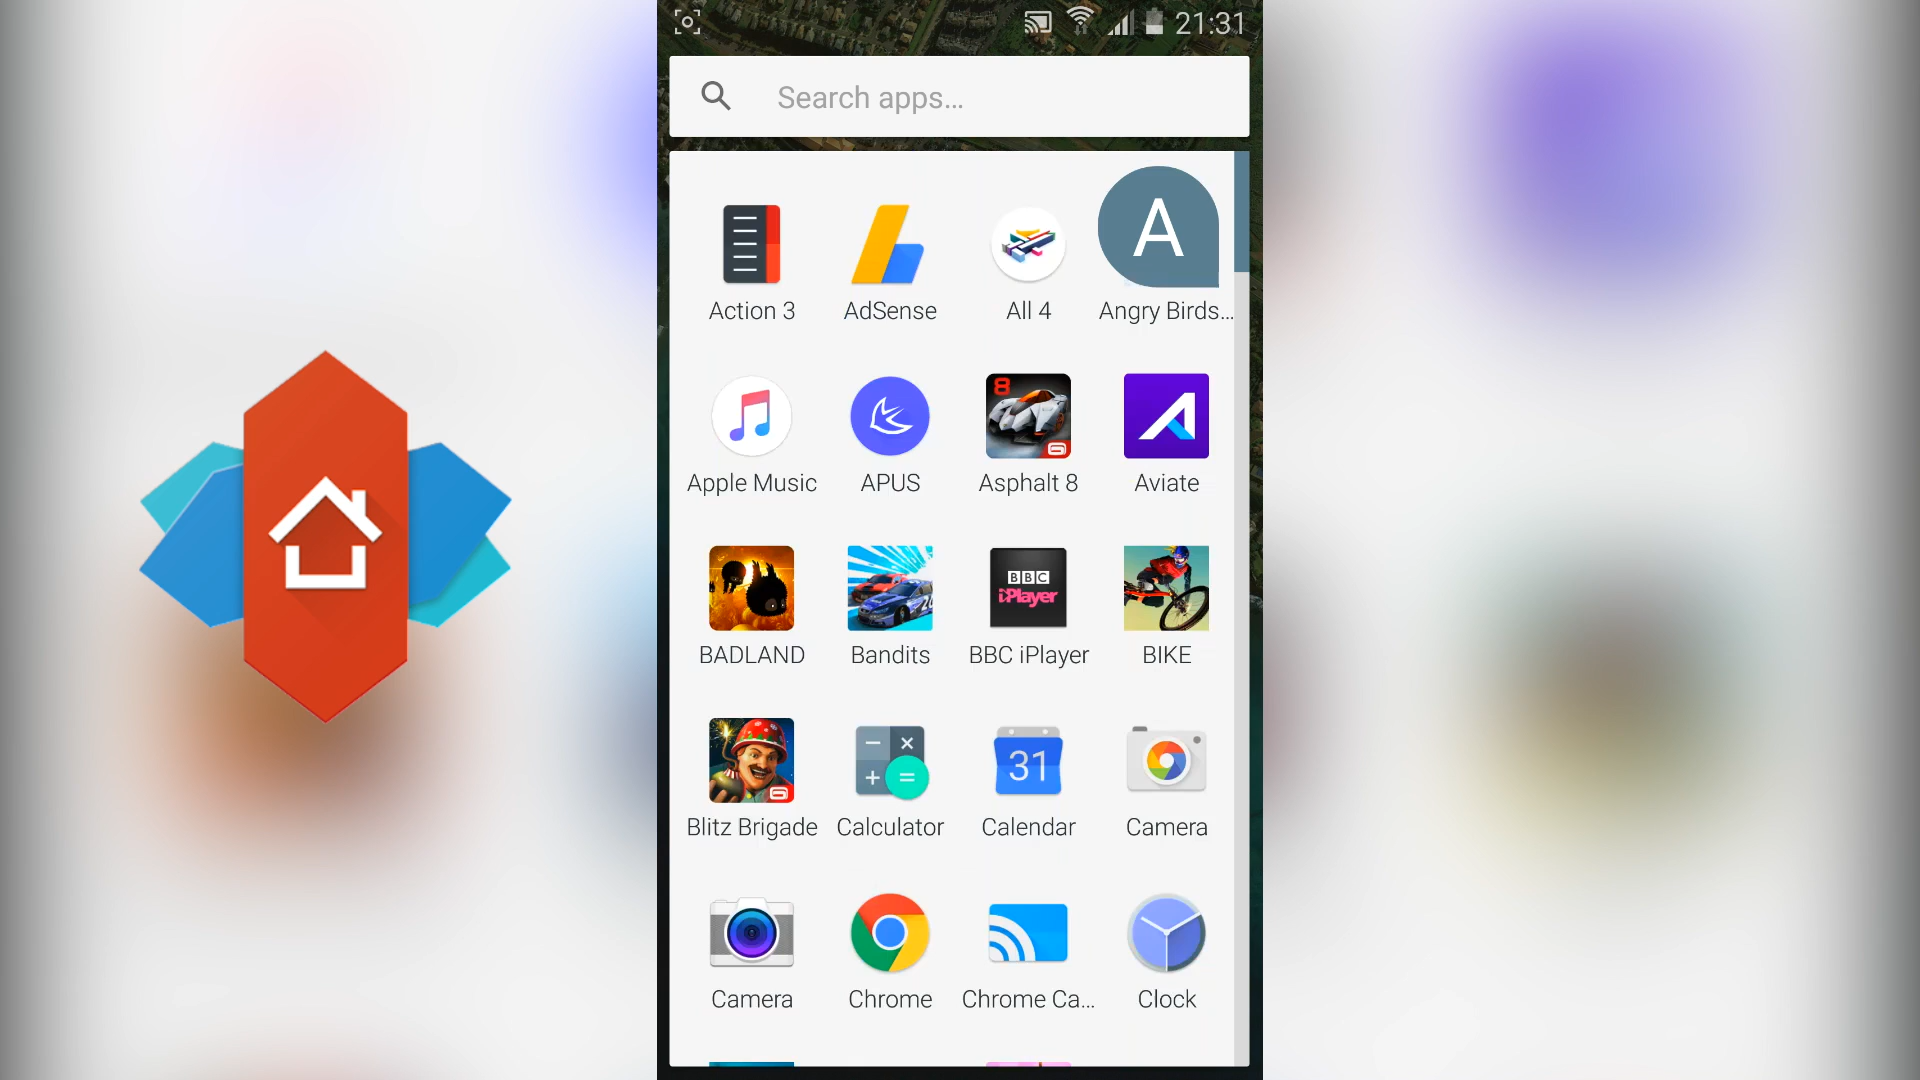 21:31
Search apps...
A
Action 3
AdSense
All 4
Angry Birds...
8
Apple Music
APUS
Asphalt 8
Aviate
BBC
iPlayer
BADLAND
Bandits
BBC iPlayer
BIKE
31
Blitz Brigade
Calculator
Calendar
Camera
Camera
Chrome
Chrome Ca...
Clock